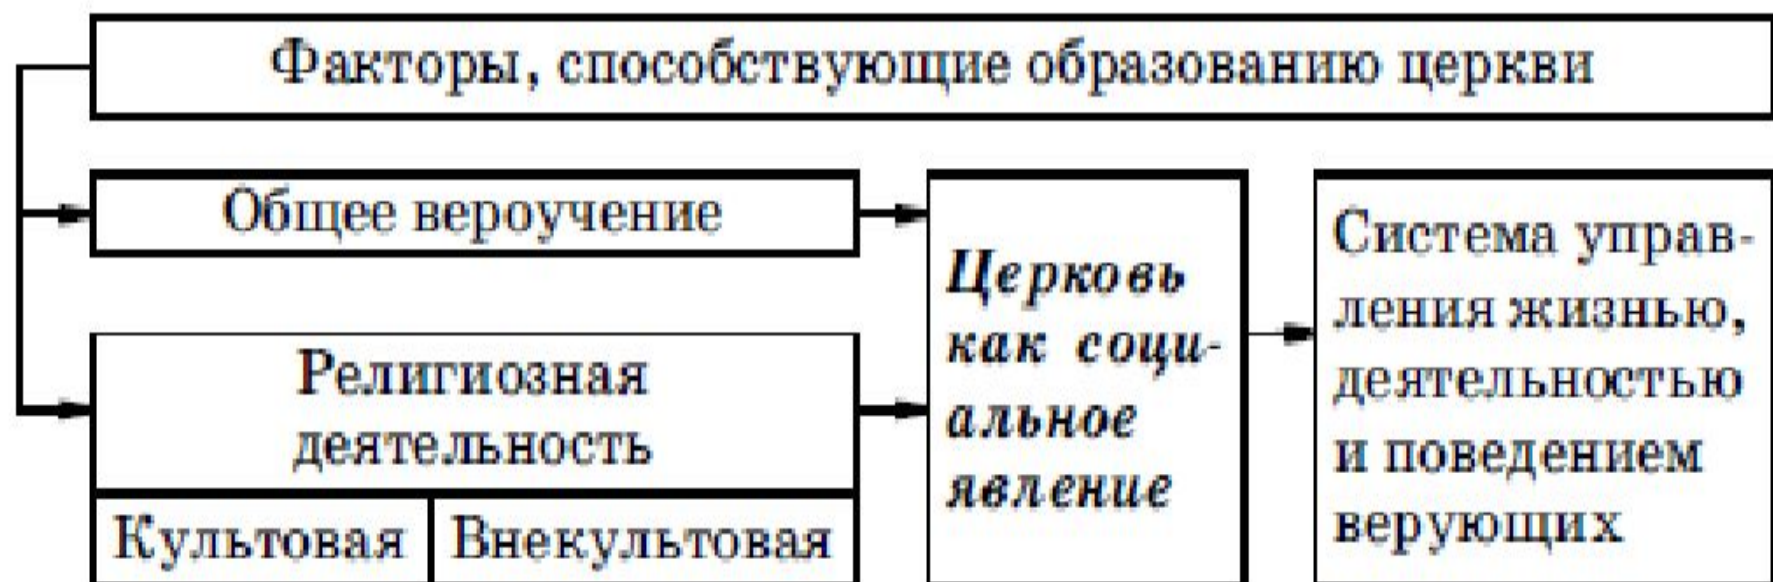 Факторы, способствующие образованию церкви
Общее вероучение
Религиозная
деятельность
Культовая
Внекультовая
Церковь
как соци-
альное
явление
Система управ-
ления жизнью,
деятельностью
и поведением
верующих